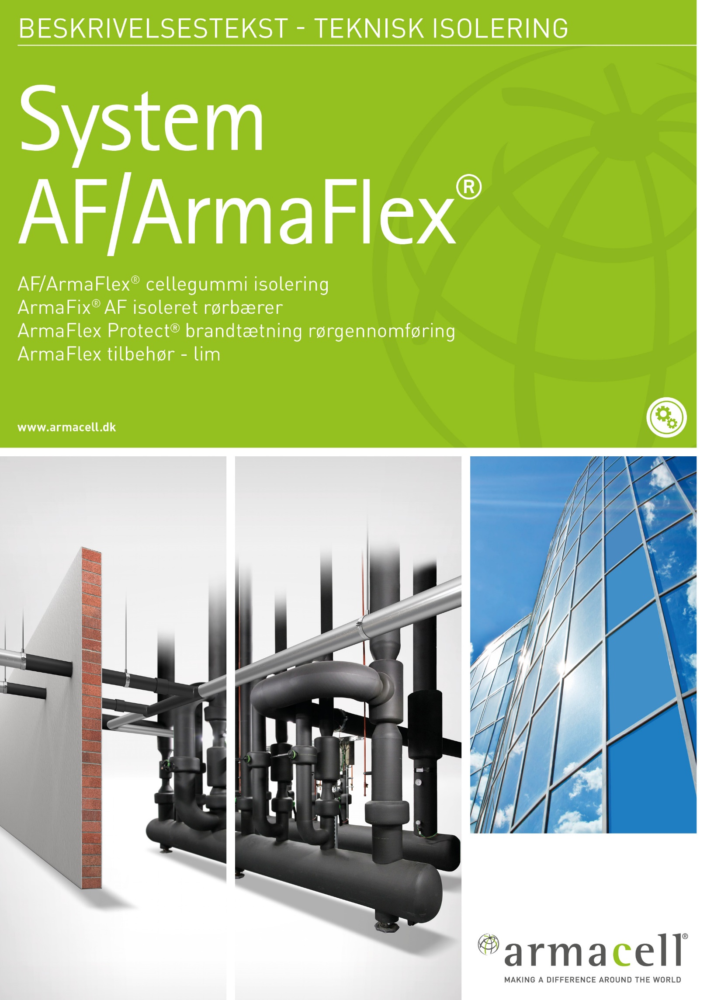 BESKRIVELSESTEKST - TEKNISK ISOLERING
System
AF/ArmaFlex®
AF/ArmaFlex® cellegummi isolering
ArmaFix® AF isoleret rørbærer
ArmaFlex Protect® brandtætning rørgennomføring
ArmaFlex tilbehør - lim
www.armacell.dk
armacell®
MAKING A DIFFERENCE AROUND THE WORLD